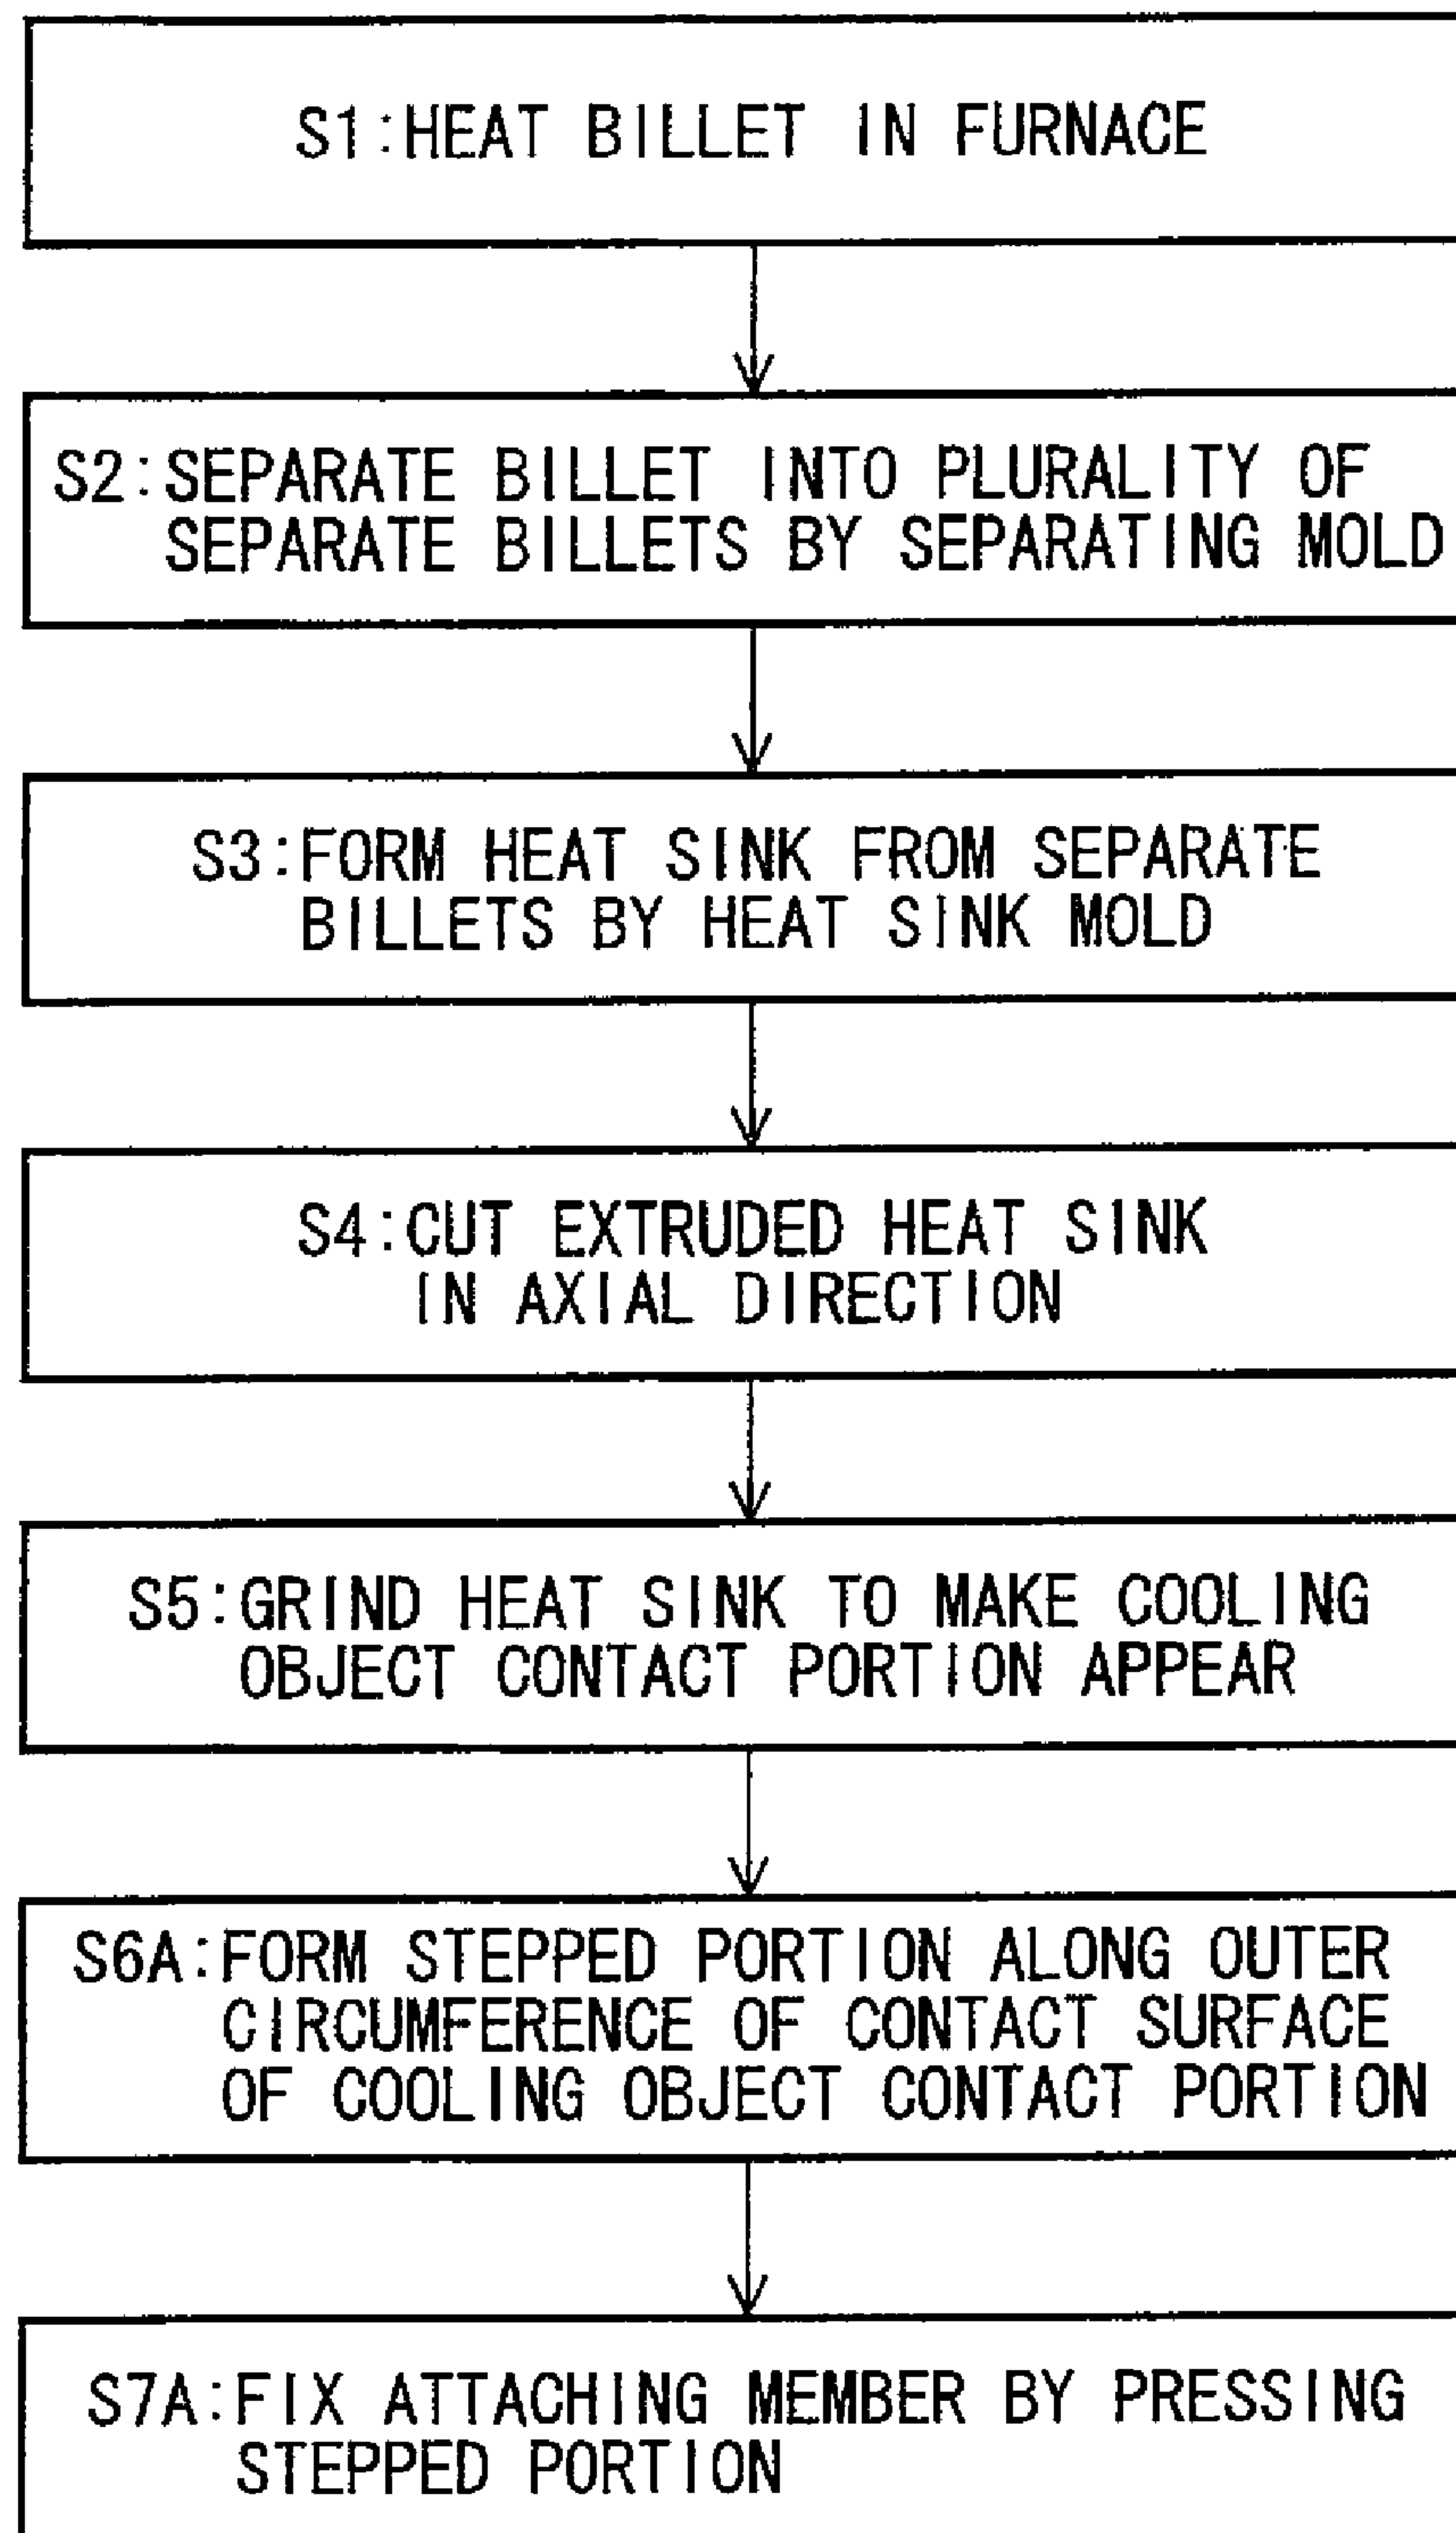 S1:HEAT BILLET IN FURNACE
S2:SEPARATE BILLET INTO PLURALITY OF
SEPARATE BILLETS BY SEPARATING MOLD
S3:FORM HEAT SINK FROM SEPARATE
BILLETS BY HEAT SINK MOLD
S4:CUT EXTRUDED HEAT SINK
IN AXIAL DIRECTION
S5:GRIND HEAT SINK TO MAKE COOLING
OBJECT CONTACT PORTION APPEAR
S6A:FORM STEPPED PORTION ALONG OUTER
CIRCUMFERENCE OF CONTACT SURFACE
OF COOLING OBJECT CONTACT PORTION
S7A:FIX ATTACHING MEMBER BY PRESSING
STEPPED PORTION